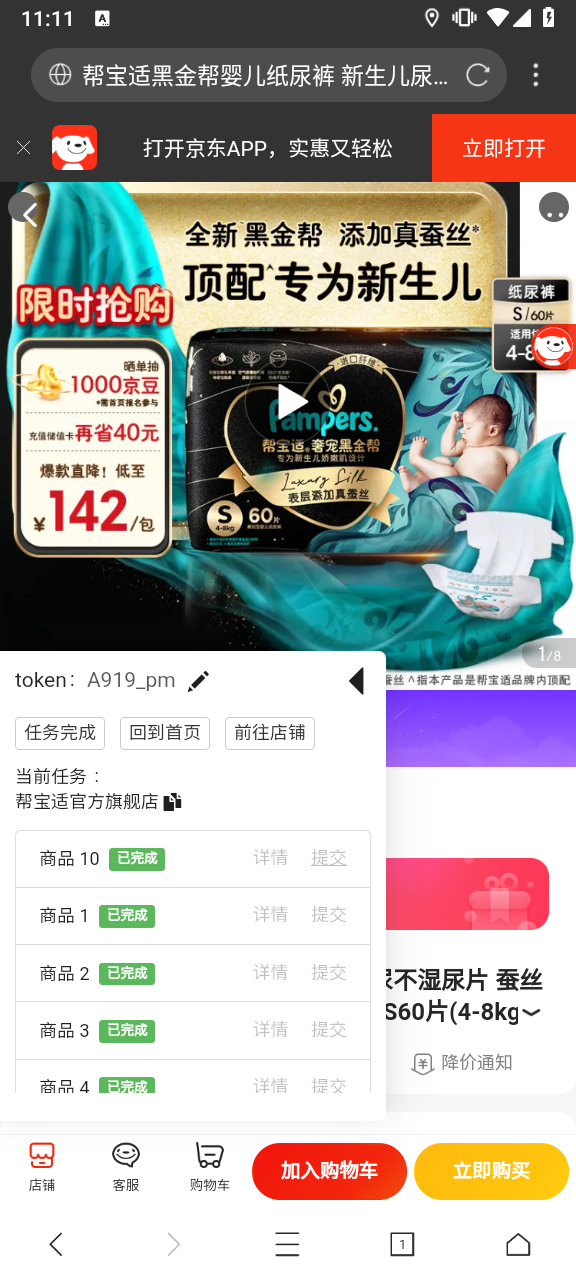 11:11
A
帮宝适黑金帮婴儿纸尿裤 新生儿尿...
打开京东APP，实惠又轻松
立即打开
全新 黑金帮 添加真蚕丝*
顶配^专为新生儿
限时抢购
纸尿裤
S/60片
4-8
晒单抽
1000京豆
*需首页报名参与
充值储值卡再省40元
爆款直降！低至
¥142/包
进口纤维
Pampers.
帮宝适 奢宠黑金帮
专为新生儿娇嫩肌设计
Luxury Silk
表层添加真蚕丝
S
4-8kg
60片
1/8
蚕丝 ^指本产品是帮宝适品牌内顶配
token： A919_pm
任务完成
回到首页
前往店铺
当前任务：
帮宝适官方旗舰店
商品 10 已完成 详情 提交
商品 1 已完成 详情 提交
商品 2 已完成 详情 提交
商品 3 已完成 详情 提交
商品 4 已完成 详情 提交
尿不湿尿片 蚕丝
S60片(4-8kg
降价通知
店铺
客服
购物车
加入购物车
立即购买
1